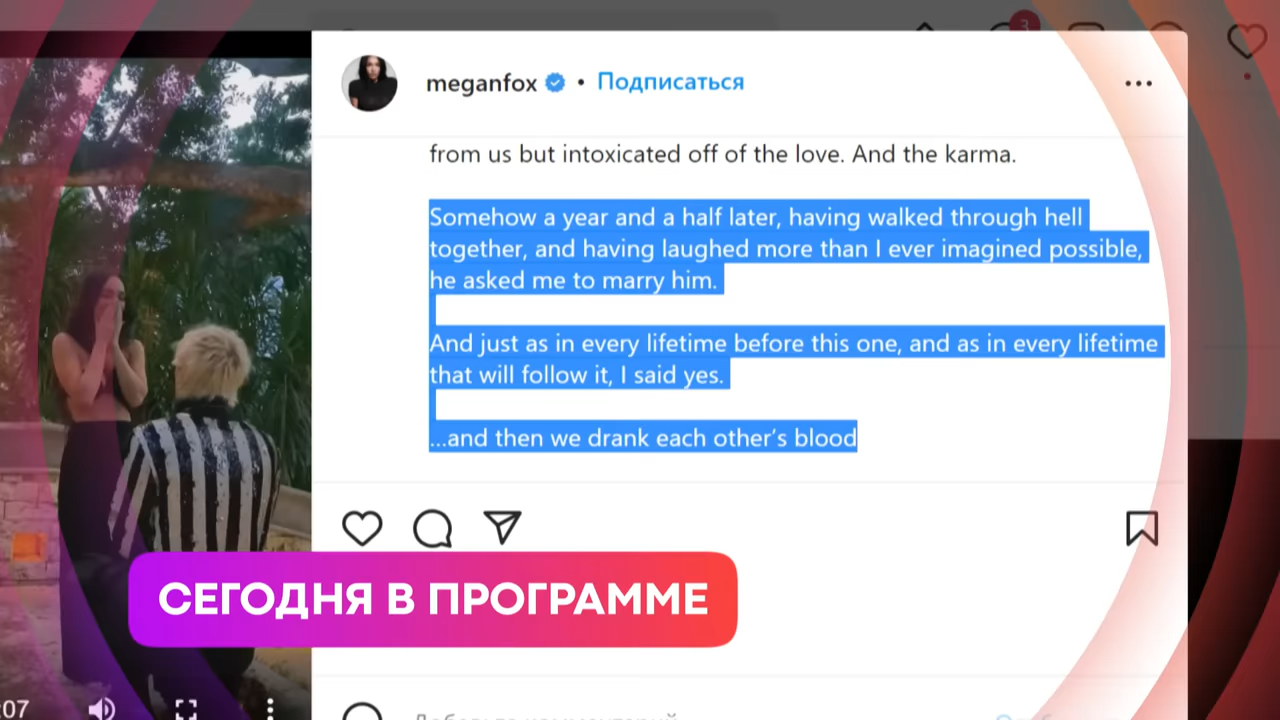 3
meganfox • Подписаться
from us but intoxicated off of the love. And the karma.
Somehow a year and a half later, having walked through hell
together, and having laughed more than I ever imagined possible,
he asked me to marry him.
And just as in every lifetime before this one, and as in every lifetime
that will follow it, I said yes.
...and then we drank each other’s blood
СЕГОДНЯ В ПРОГРАММЕ
:07